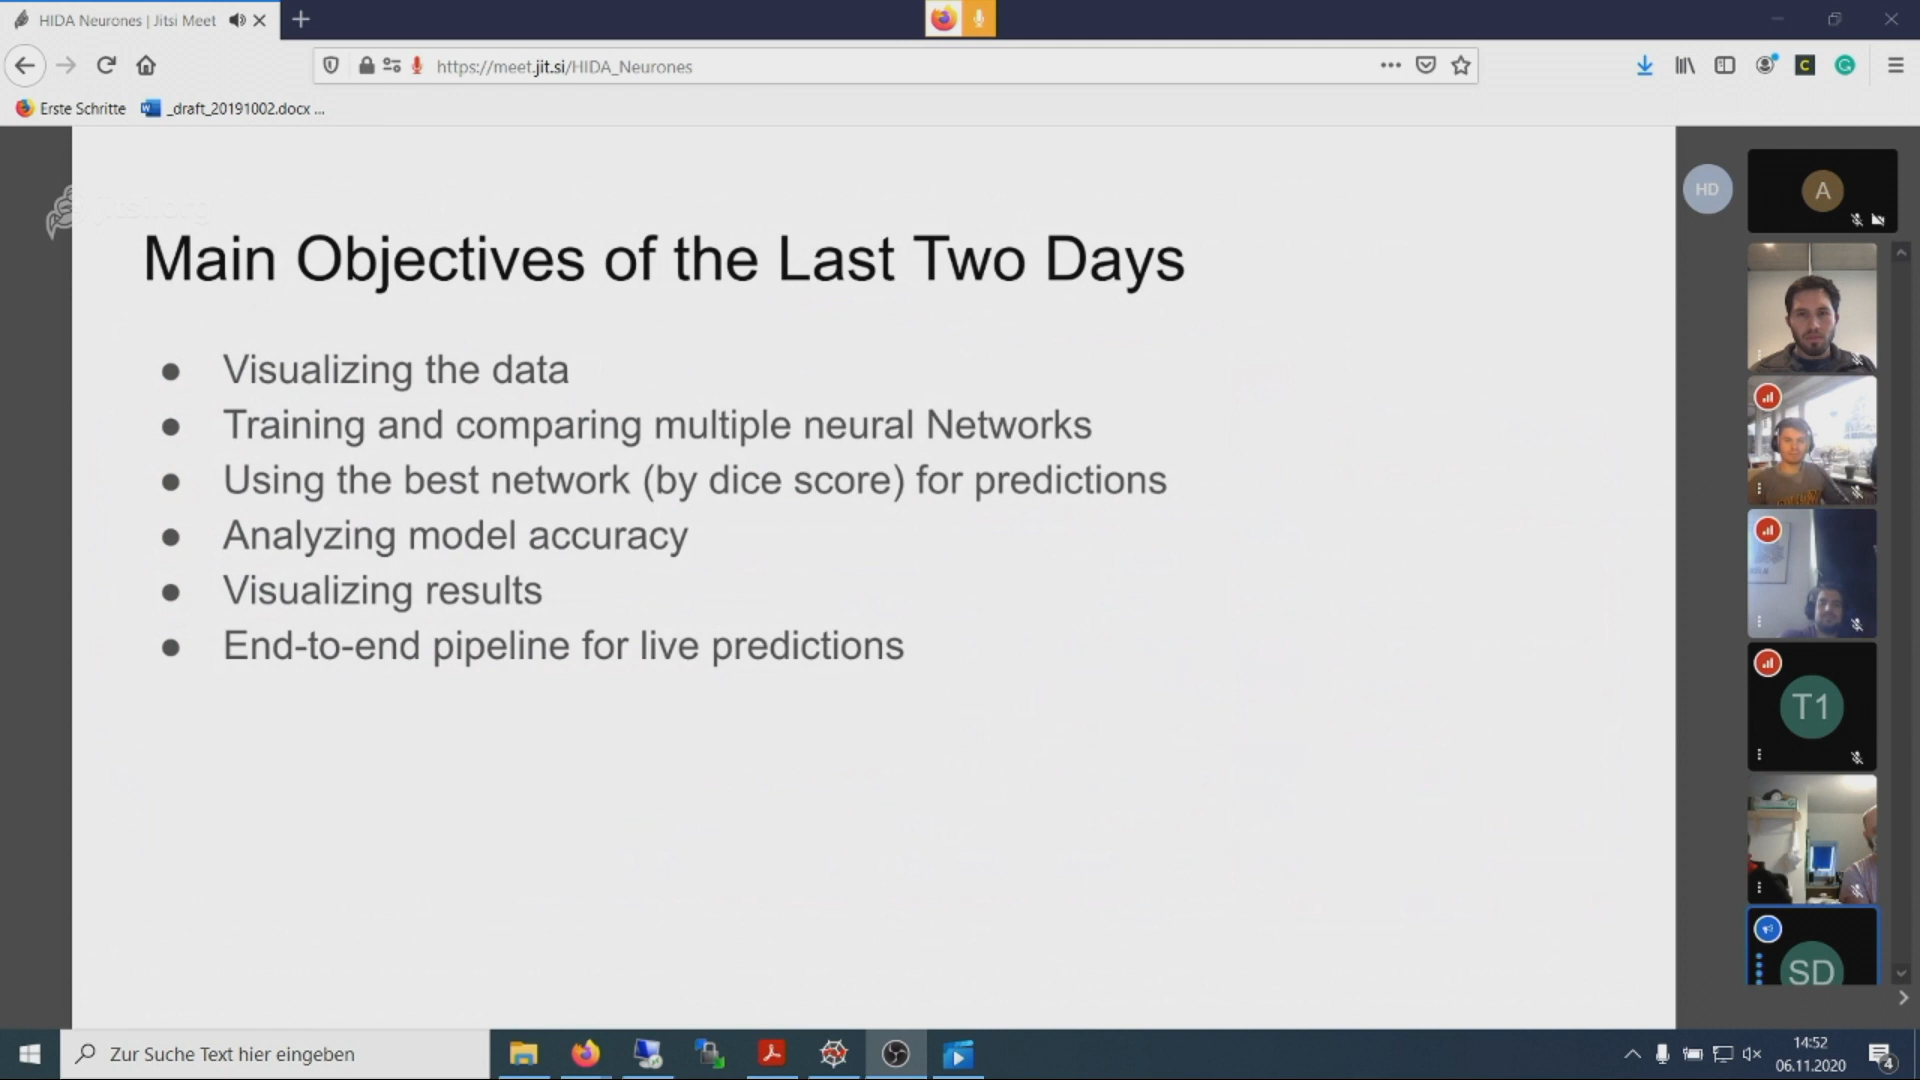 HIDA Neurones | Jitsi Meet
https://meet.jit.si/HIDA_Neurones
C
Erste Schritte
_draft_20191002.docx ...
HD
A
Main Objectives of the Last Two Days
Visualizing the data
Training and comparing multiple neural Networks
Using the best network (by dice score) for predictions
Analyzing model accuracy
Visualizing results
End-to-end pipeline for live predictions
T1
SD
Zur Suche Text hier eingeben
14:52
06.11.2020
4